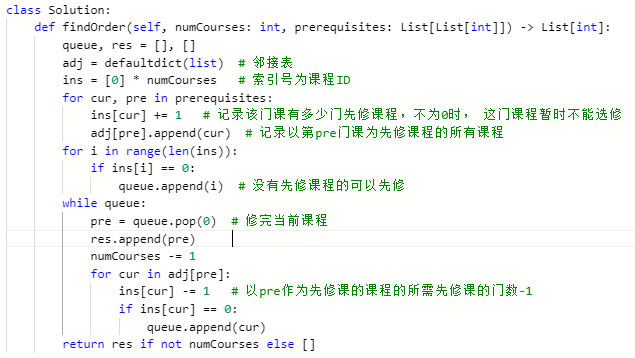 class Solution:
    def findOrder(self, numCourses: int, prerequisites: List[List[int]]) -> List[int]:
        queue, res = [], []
        adj = defaultdict(list)  # 邻接表
        ins = [0] * numCourses   # 索引号为课程ID
        for cur, pre in prerequisites:
            ins[cur] += 1   # 记录该门课有多少门先修课程，不为0时， 这门课程暂时不能选修
            adj[pre].append(cur)  # 记录以第pre门课为先修课程的所有课程
        for i in range(len(ins)):
            if ins[i] == 0:
                queue.append(i)  # 没有先修课程的可以先修
        while queue:
            pre = queue.pop(0)  # 修完当前课程
            res.append(pre)
            numCourses -= 1
            for cur in adj[pre]:
                ins[cur] -= 1   # 以pre作为先修课的课程的所需先修课的门数-1
                if ins[cur] == 0:
                    queue.append(cur)
        return res if not numCourses else []